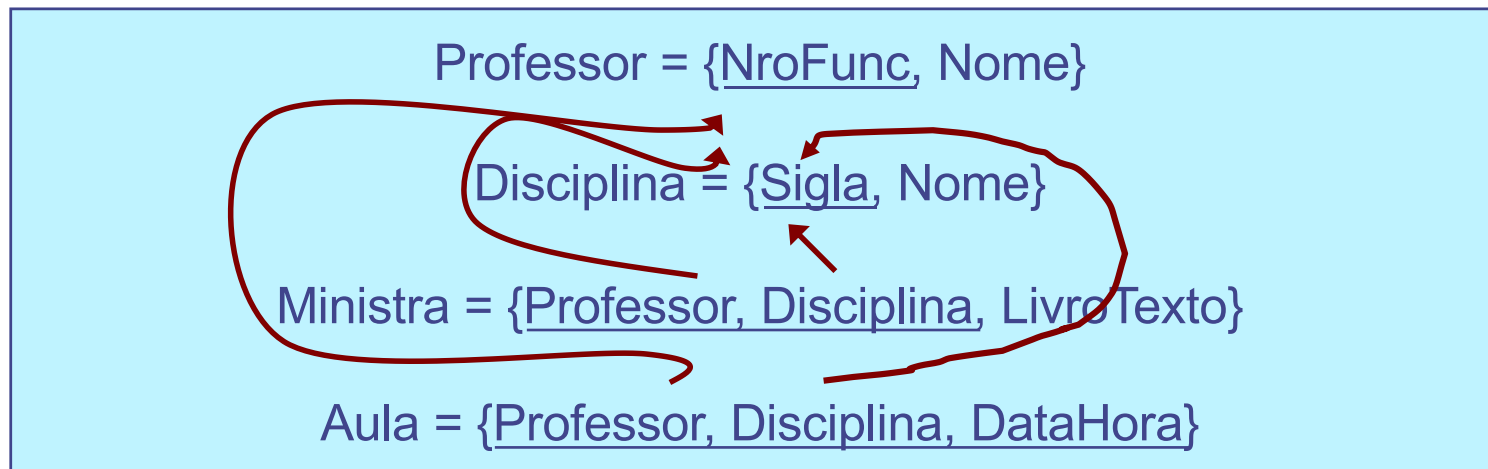 Professor = {NroFunc, Nome}
Disciplina = {Sigla, Nome}
Ministra = {Professor, Disciplina, LivroTexto}
Aula = {Professor, Disciplina, DataHora}